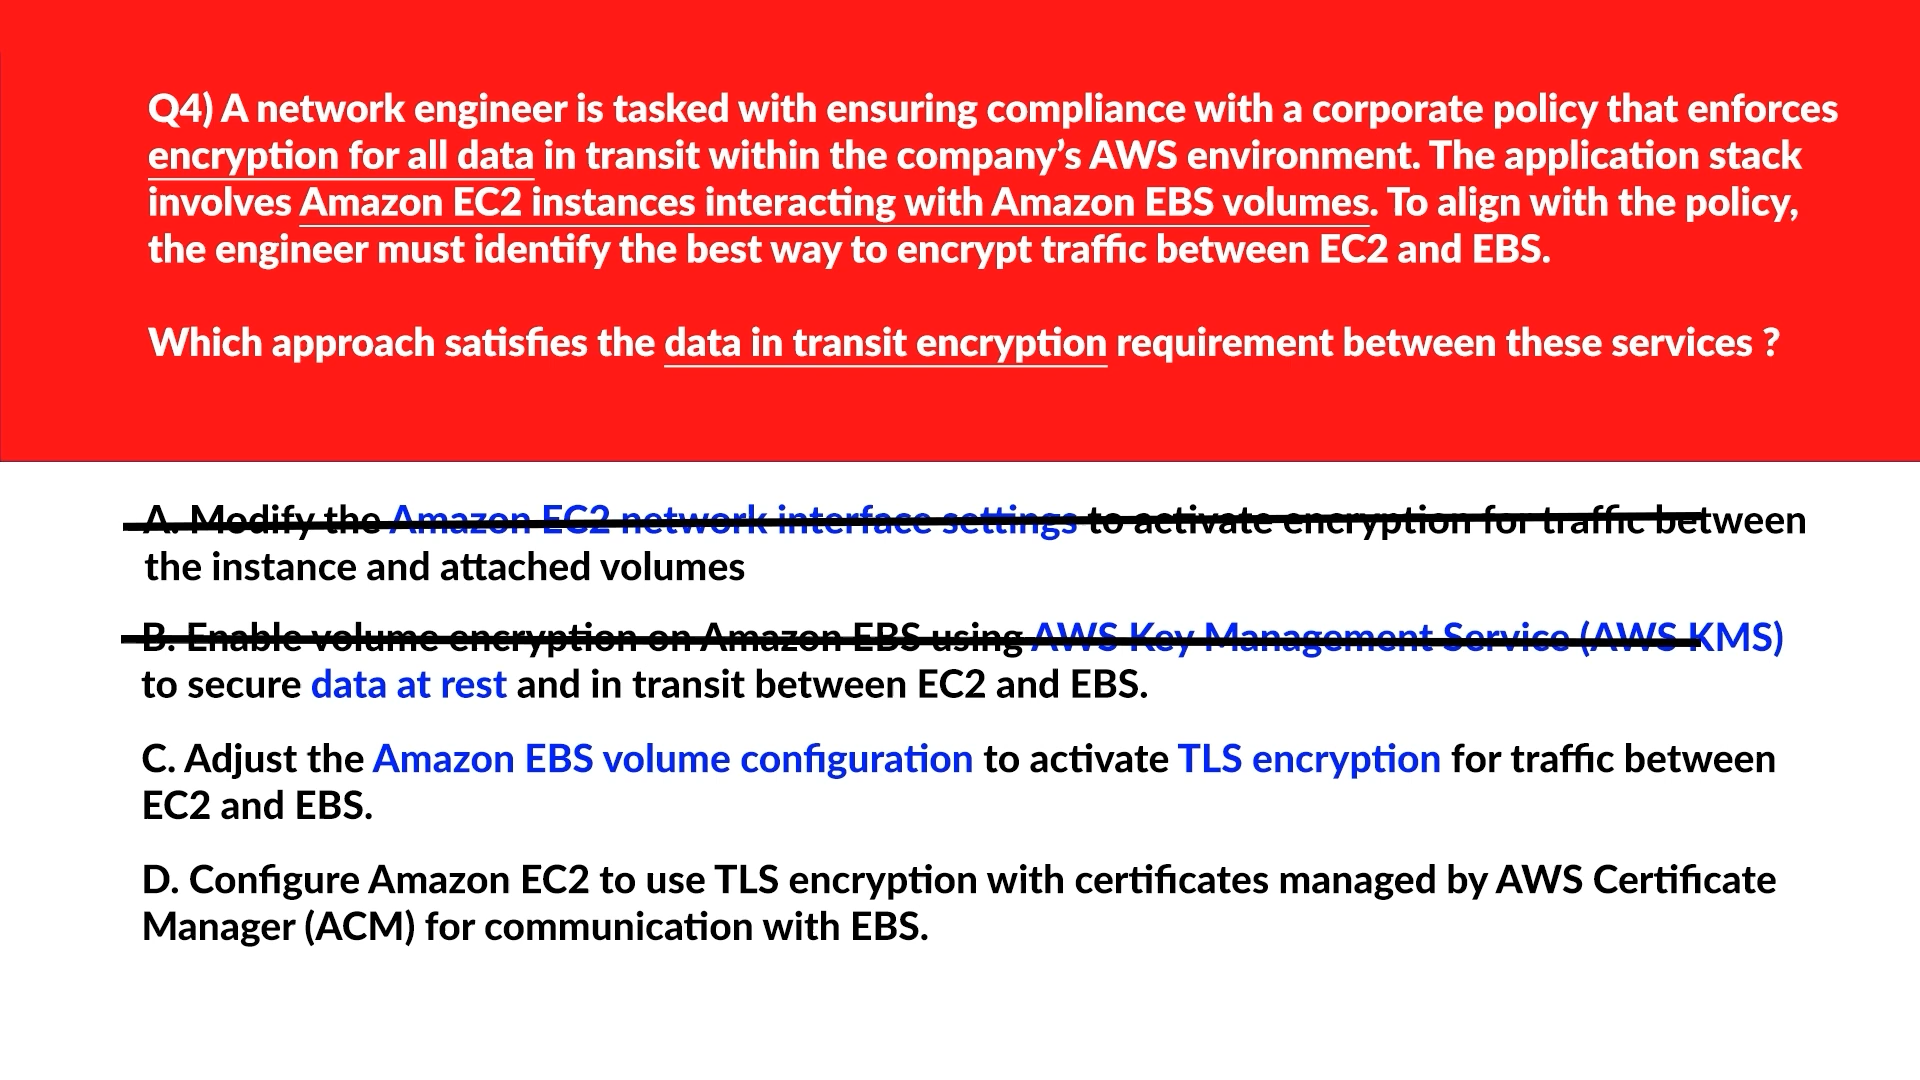 Q4) A network engineer is tasked with ensuring compliance with a corporate policy that enforces
encryption for all data in transit within the company’s AWS environment. The application stack
involves Amazon EC2 instances interacting with Amazon EBS volumes. To align with the policy,
the engineer must identify the best way to encrypt traffic between EC2 and EBS.
Which approach satisfies the data in transit encryption requirement between these services ?
A. Modify the Amazon EC2 network interface settings to activate encryption for traffic between
the instance and attached volumes
B. Enable volume encryption on Amazon EBS using AWS Key Management Service (AWS KMS)
to secure data at rest and in transit between EC2 and EBS.
C. Adjust the Amazon EBS volume configuration to activate TLS encryption for traffic between
EC2 and EBS.
D. Configure Amazon EC2 to use TLS encryption with certificates managed by AWS Certificate
Manager (ACM) for communication with EBS.